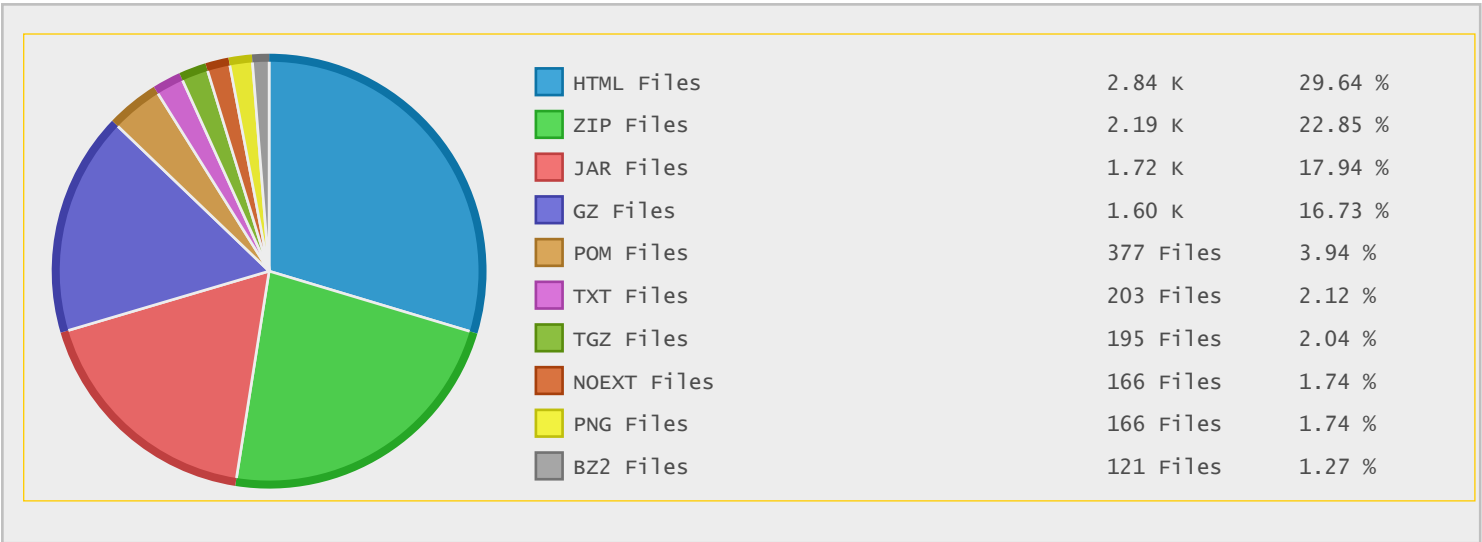 HTML Files 2.84 K 29.64 %
ZIP Files 2.19 K 22.85 %
JAR Files 1.72 K 17.94 %
GZ Files 1.60 K 16.73 %
POM Files 377 Files 3.94 %
TXT Files 203 Files 2.12 %
TGZ Files 195 Files 2.04 %
NOEXT Files 166 Files 1.74 %
PNG Files 166 Files 1.74 %
BZ2 Files 121 Files 1.27 %